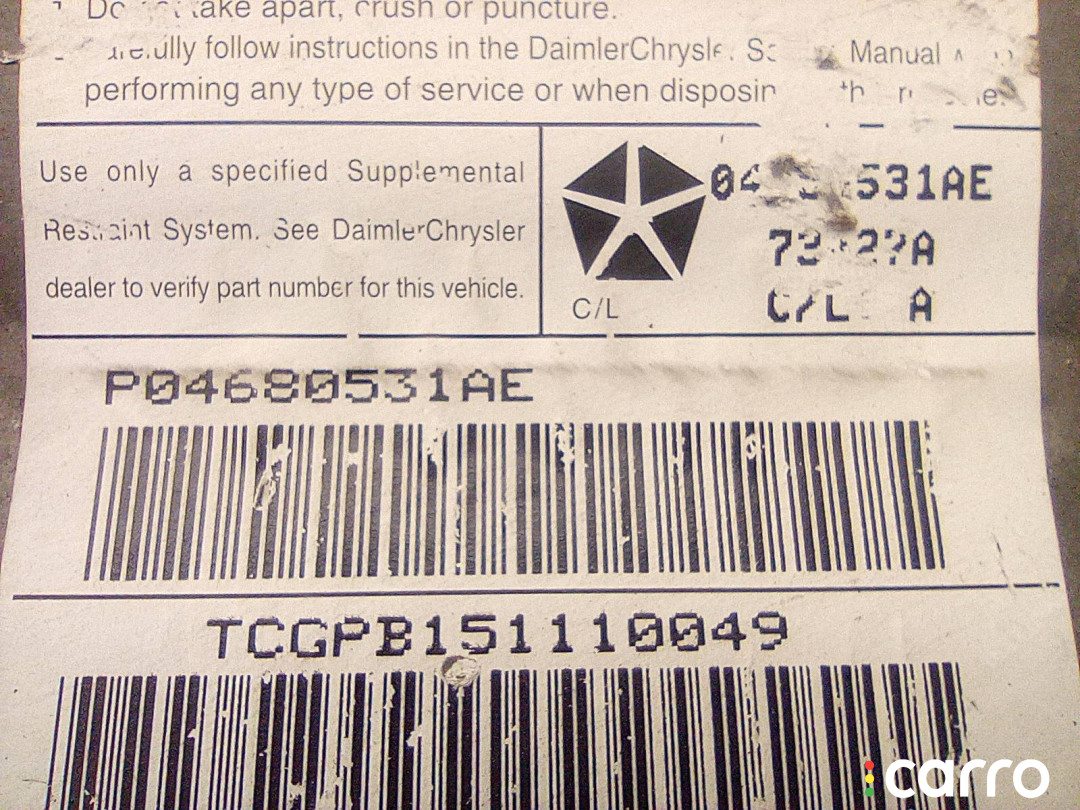 take apart, crush or puncture.
follow instructions in the DaimlerChrysler Manual
performing any type of service or when
Use only a specified Supplemental
Restraint System. See DaimlerChrysler
dealer to verify part number for this vehicle.
C/L
C/L A
P04680531AE
TCGPB151110049
carro